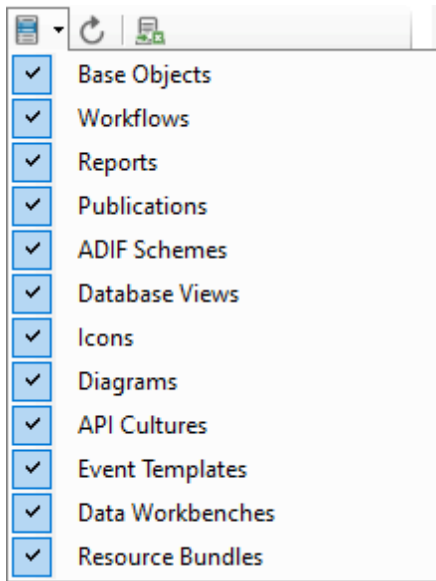 Base Objects
Workflows
Reports
Publications
ADIF Schemes
Database Views
Icons
Diagrams
API Cultures
Event Templates
Data Workbenches
Resource Bundles